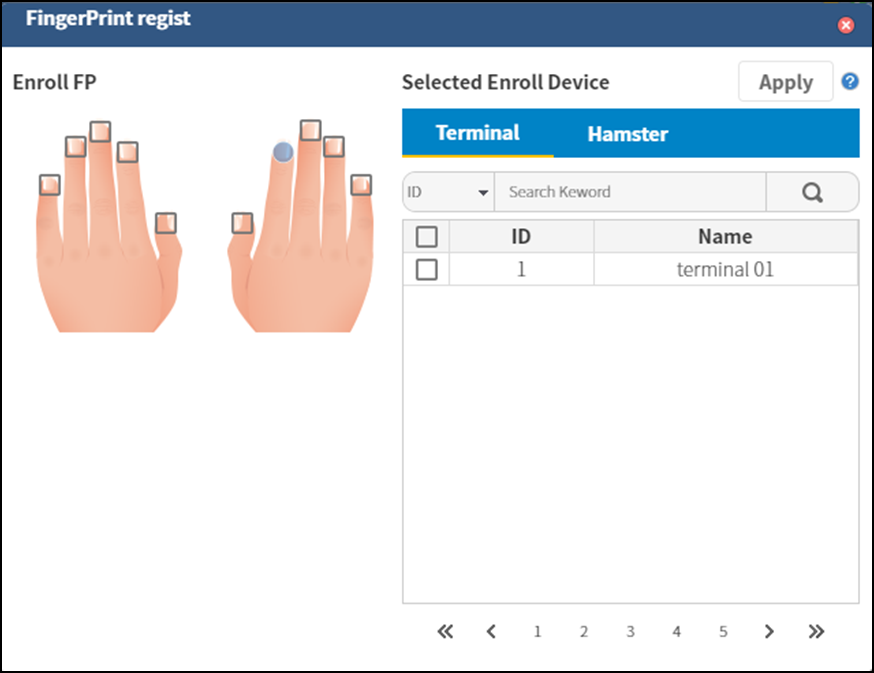 FingerPrint regist
Enroll FP
Selected Enroll Device
Apply
?
Terminal Hamster
ID
Search Keword
ID Name
1 terminal 01
« < 1 2 3 4 5 > »